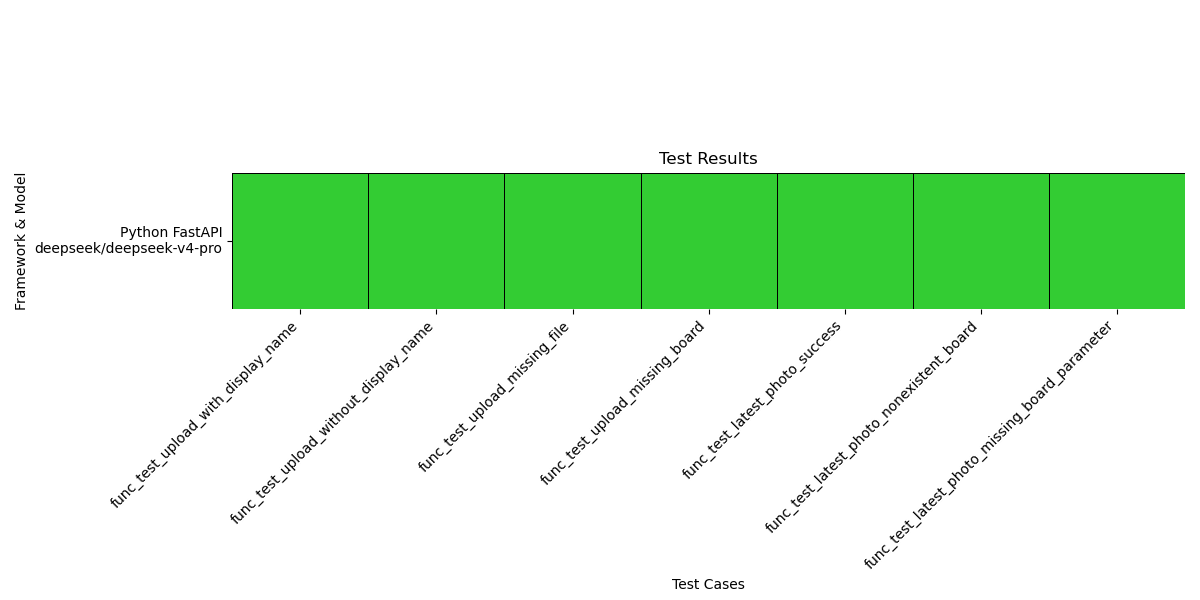 Test Results
Framework & Model
Python FastAPI
deepseek/deepseek-v4-pro
func_test_upload_with_display_name
func_test_upload_without_display_name
func_test_upload_missing_file
func_test_upload_missing_board
func_test_latest_photo_success
func_test_latest_photo_nonexistent_board
func_test_latest_photo_missing_board_parameter
Test Cases